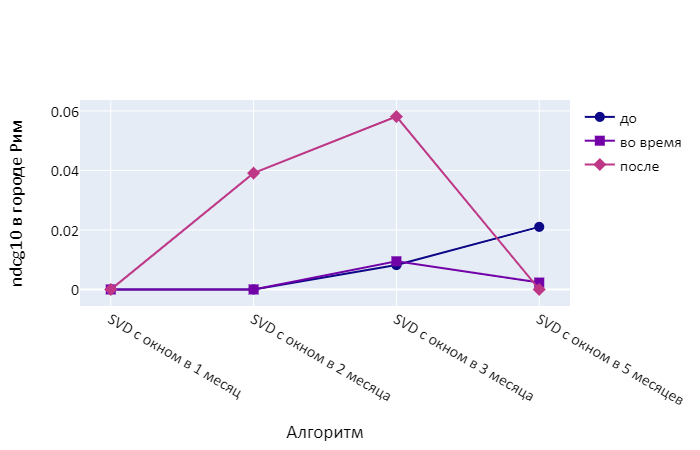 0.06
0.04
0.02
0
ndcg10 в городе Рим
SVD с окном в 1 месяц
SVD с окном в 2 месяца
SVD с окном в 3 месяца
SVD с окном в 5 месяцев
Алгоритм
до
во время
после